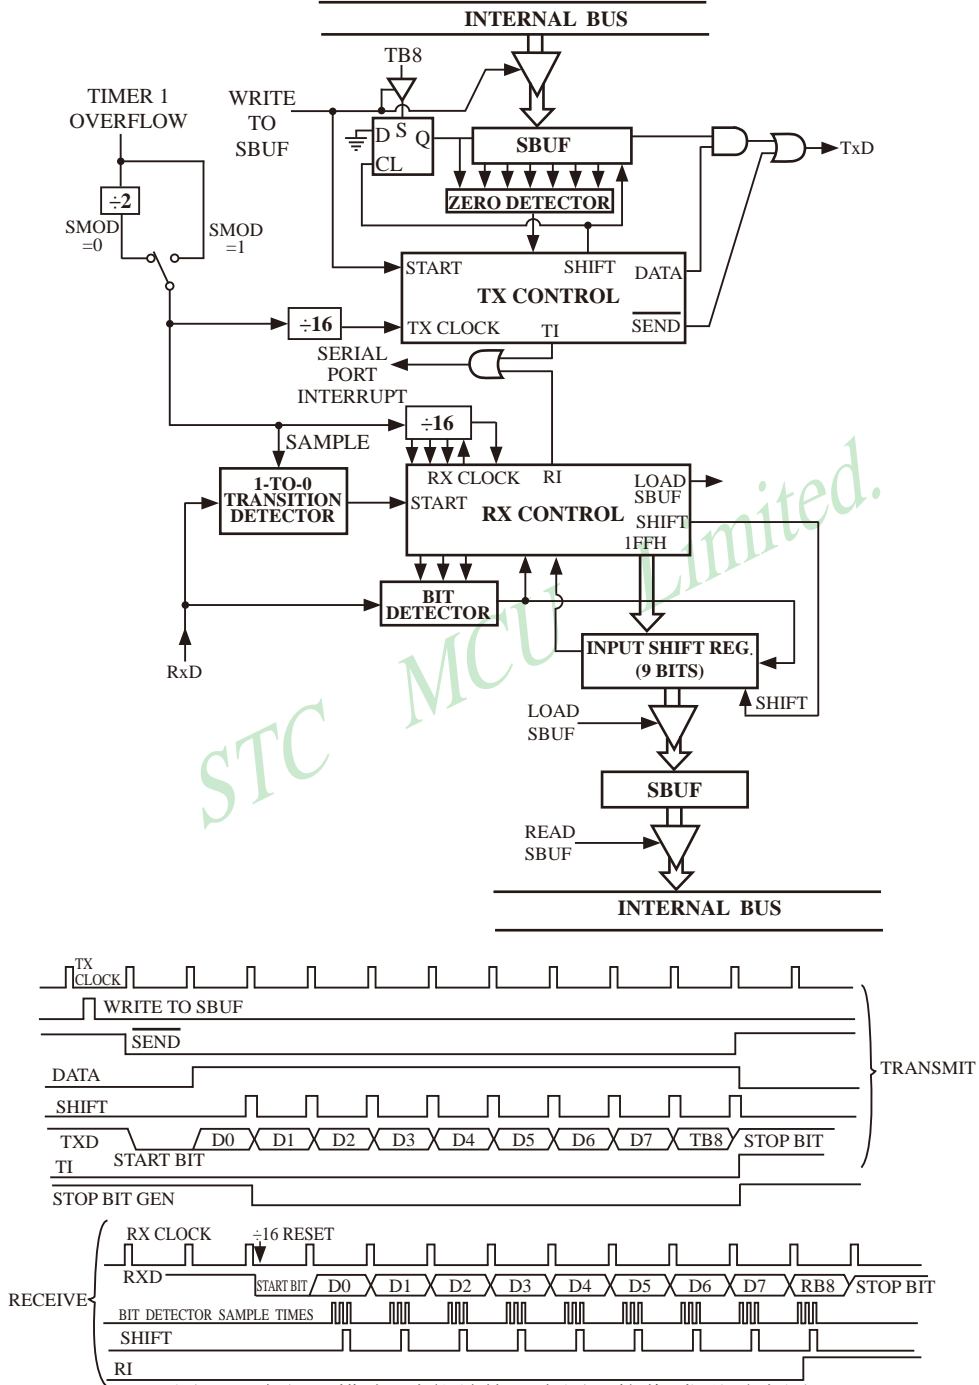 INTERNAL BUS
TB8
TIMER 1
OVERFLOW
WRITE
TO
SBUF
D S Q
CL
SBUF
TxD
÷2
ZERO DETECTOR
SMOD
=0
SMOD
=1
START
SHIFT
DATA
TX CONTROL
÷16
TX CLOCK
TI
SEND
SERIAL
PORT
INTERRUPT
÷16
SAMPLE
1-TO-0
TRANSITION
DETECTOR
RX CLOCK
RI
LOAD
SBUF
START
RX CONTROL
SHIFT
1FFH
BIT
DETECTOR
RxD
INPUT SHIFT REG.
(9 BITS)
SHIFT
LOAD
SBUF
SBUF
READ
SBUF
INTERNAL BUS
STC MCU Limited.
TX
CLOCK
WRITE TO SBUF
SEND
DATA
TRANSMIT
SHIFT
TXD
START BIT
D0 D1 D2 D3 D4 D5 D6 D7 TB8 STOP BIT
TI
STOP BIT GEN
RX CLOCK
÷16 RESET
RXD
START BIT D0 D1 D2 D3 D4 D5 D6 D7 RB8 STOP BIT
RECEIVE
BIT DETECTOR SAMPLE TIMES
SHIFT
RI